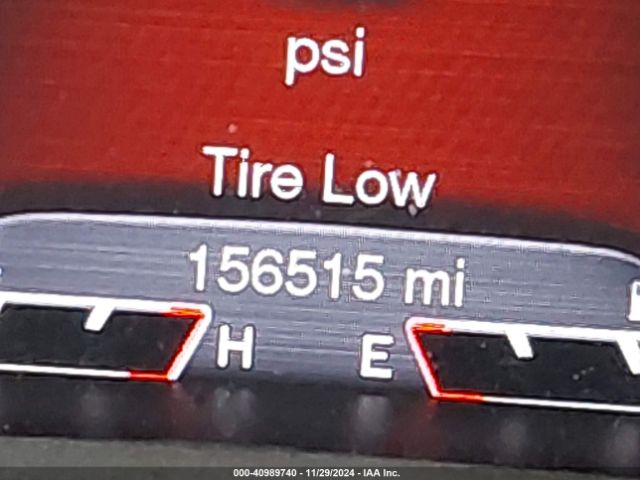 psi
Tire Low
156515 mi
H E
000-40989740 - 11/29/2024 - IAA Inc.